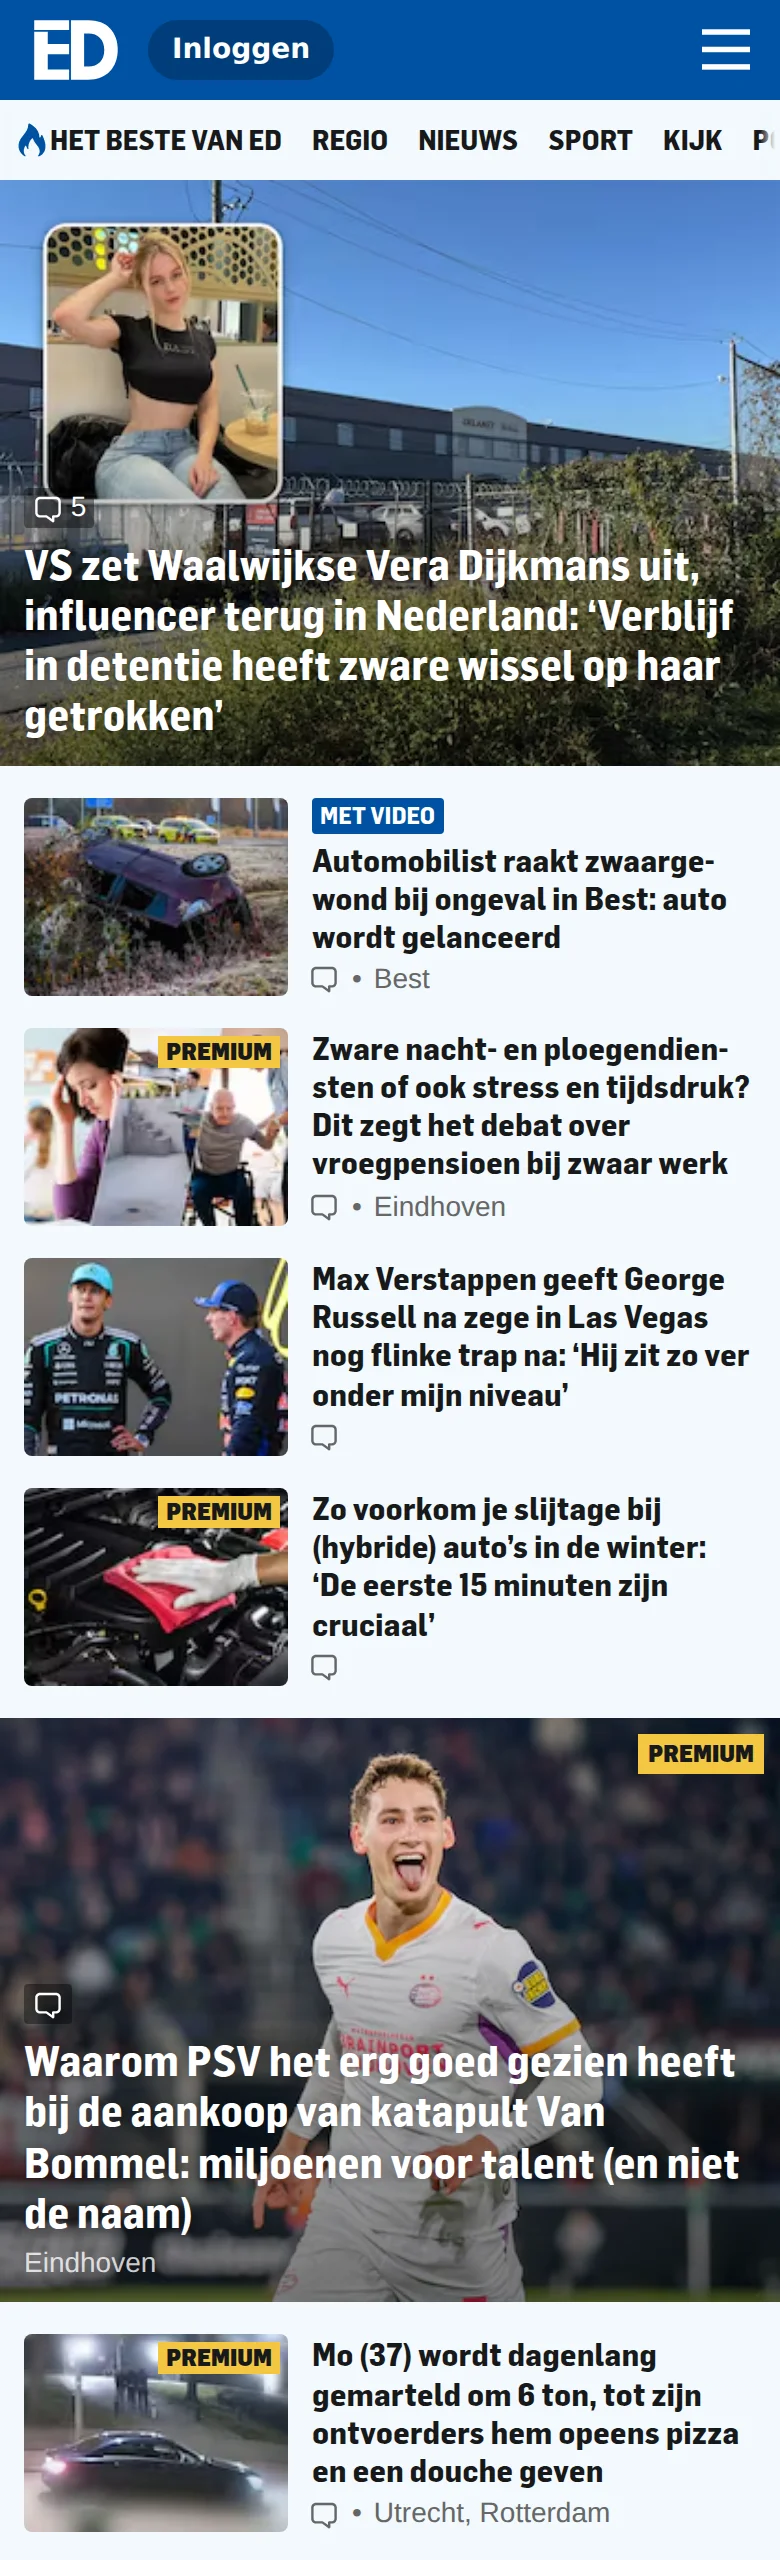 ED
Inloggen
HET BESTE VAN ED
REGIO
NIEUWS
SPORT
KIJK
5
VS zet Waalwijkse Vera Dijkmans uit,
influencer terug in Nederland: ‘Verblijf
in detentie heeft zware wissel op haar
getrokken’
MET VIDEO
Automobilist raakt zwaarge-
wond bij ongeval in Best: auto
wordt gelanceerd
• Best
PREMIUM
Zware nacht- en ploegendien-
sten of ook stress en tijdsdruk?
Dit zegt het debat over
vroegpensioen bij zwaar werk
• Eindhoven
PETRONAS
Microsoft
Max Verstappen geeft George
Russell na zege in Las Vegas
nog flinke trap na: ‘Hij zit zo ver
onder mijn niveau’
PREMIUM
Zo voorkom je slijtage bij
(hybride) auto’s in de winter:
‘De eerste 15 minuten zijn
cruciaal’
PREMIUM
Waarom PSV het erg goed gezien heeft
bij de aankoop van katapult Van
Bommel: miljoenen voor talent (en niet
de naam)
Eindhoven
PREMIUM
Mo (37) wordt dagenlang
gemarteld om 6 ton, tot zijn
ontvoerders hem opeens pizza
en een douche geven
• Utrecht, Rotterdam